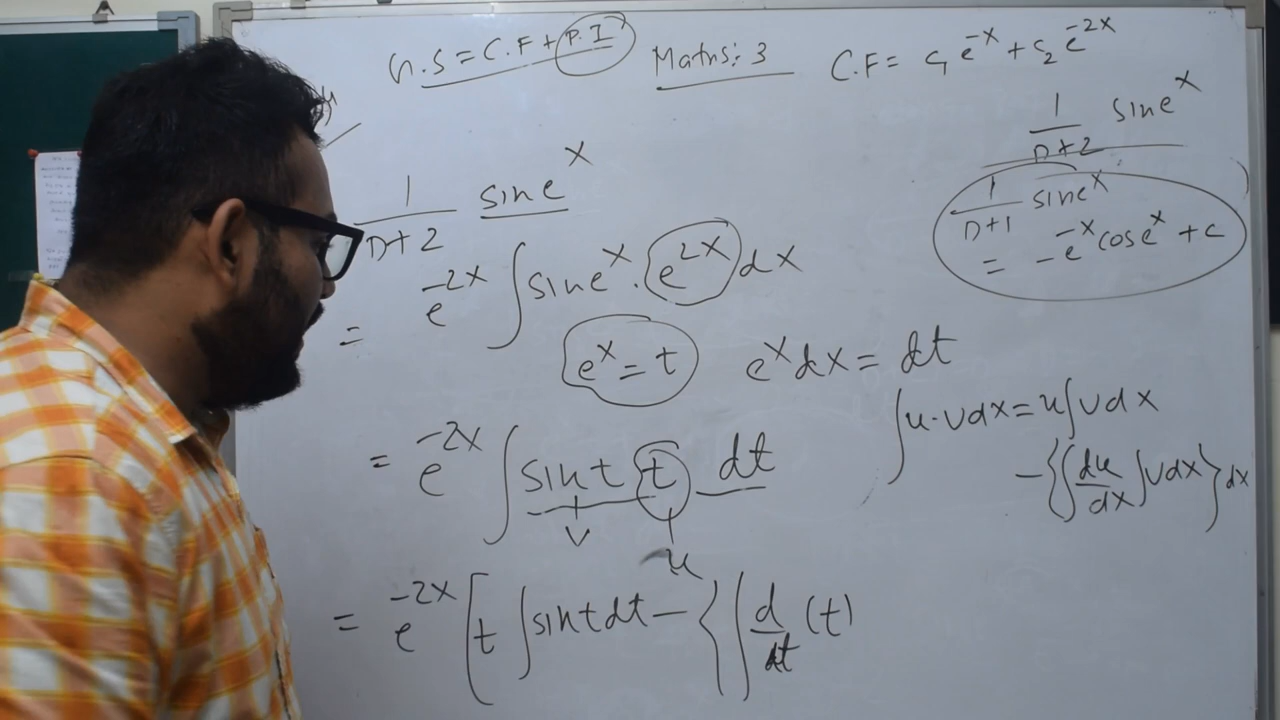 G.S = C.F + P.I
Maths: 3
C.F = c₁ e^{-x} + c₂ e^{-2x}
1/(D+2) sin e^x
1/(D+1) sin e^x
= -e^{-x} cos e^x + c
1/(D+2) sin e^x
= e^{-2x} ∫ sin e^x · e^{2x} dx
e^x = t e^x dx = dt
= e^{-2x} ∫ sin t t dt
v u
∫ u·v dx = u ∫ v dx
- {∫ du/dx ∫ v dx} dx
= e^{-2x} [t ∫ sin t dt - { ∫ d/dt (t)